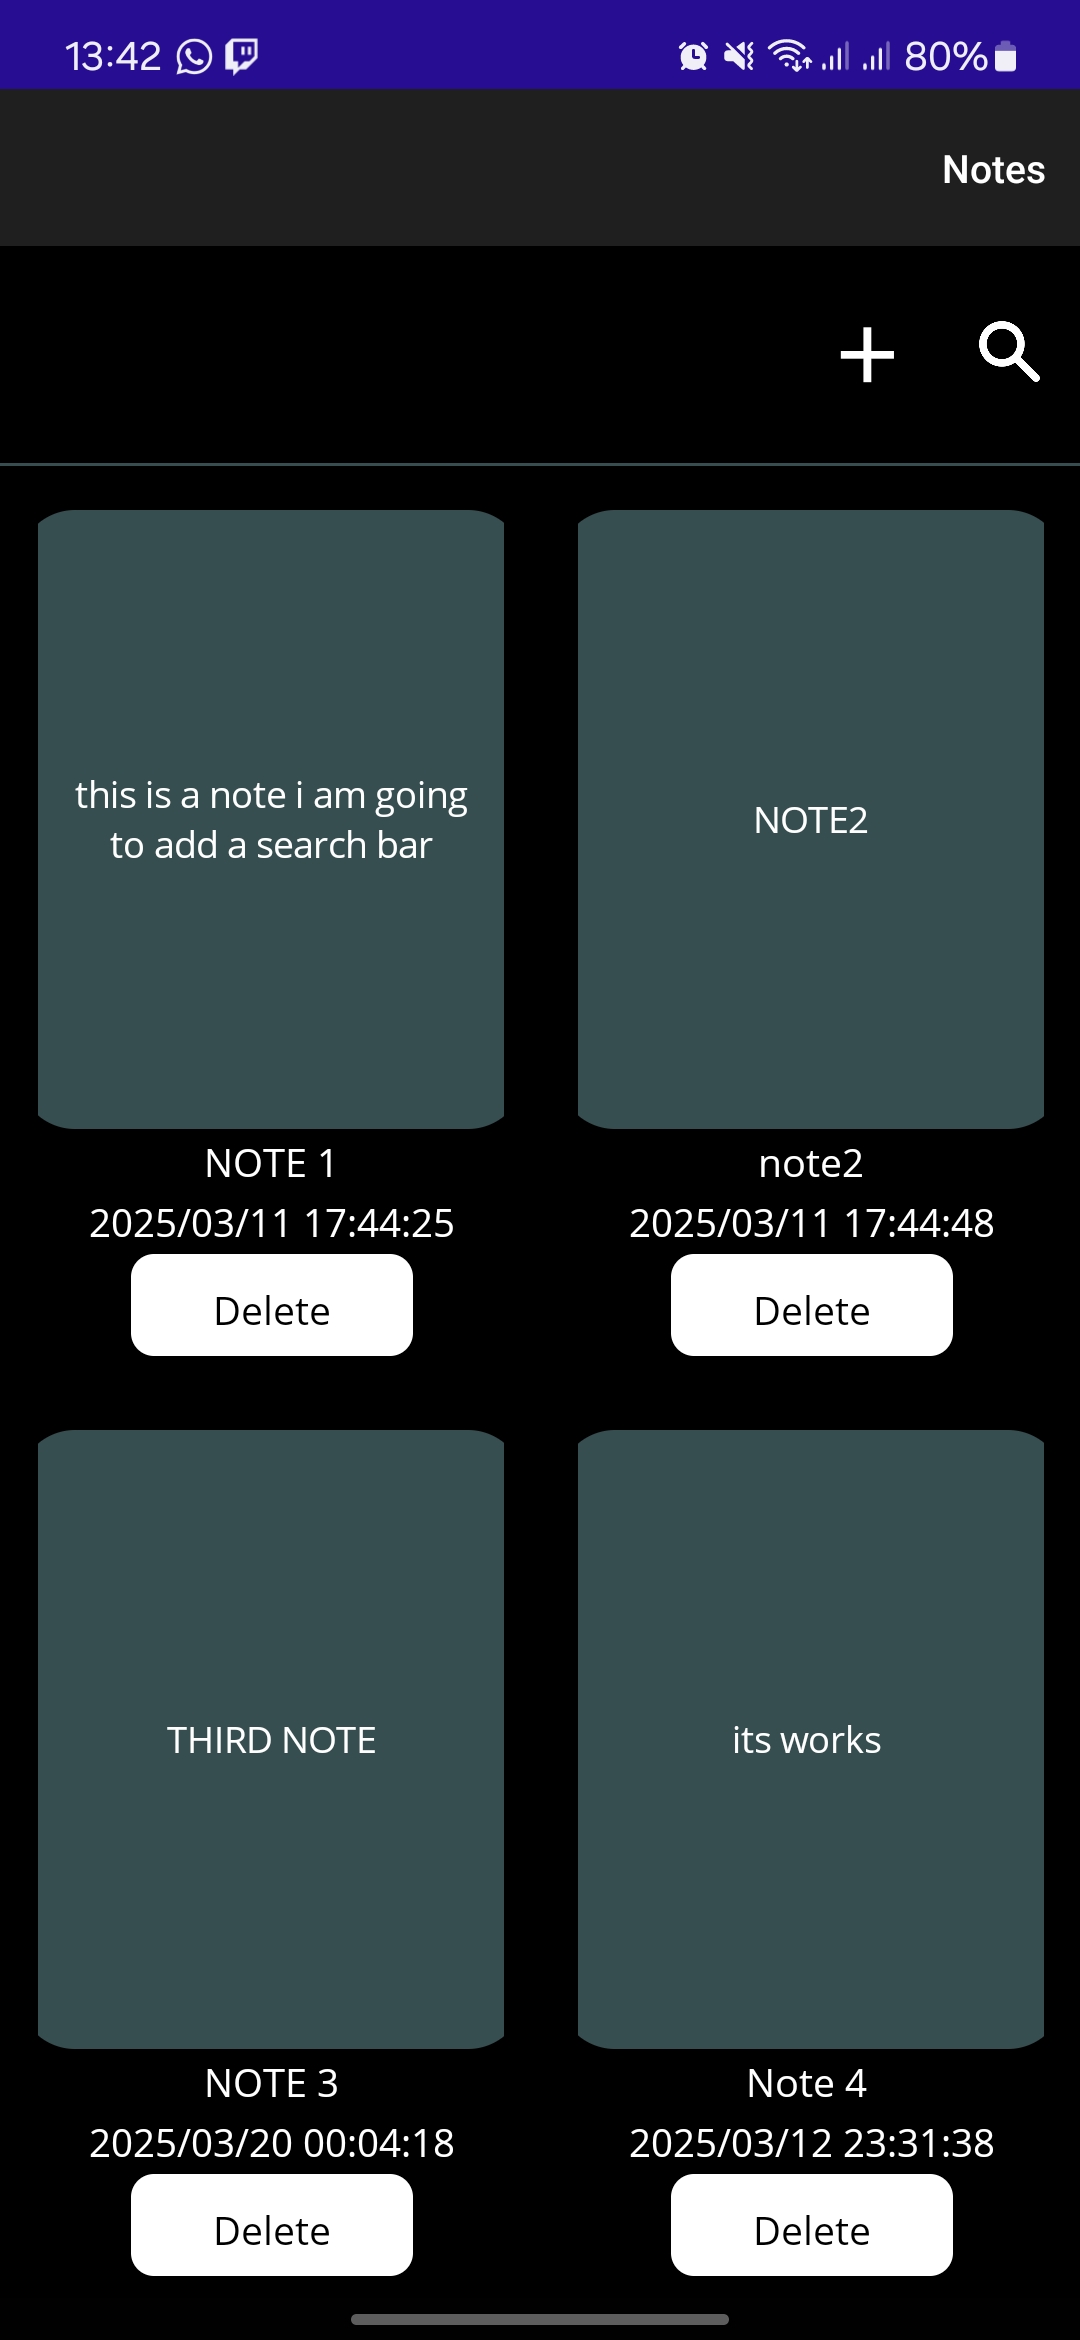 13:42 80%
Notes
this is a note i am going
to add a search bar
NOTE 1
2025/03/11 17:44:25
Delete
NOTE2
note2
2025/03/11 17:44:48
Delete
THIRD NOTE
NOTE 3
2025/03/20 00:04:18
Delete
its works
Note 4
2025/03/12 23:31:38
Delete